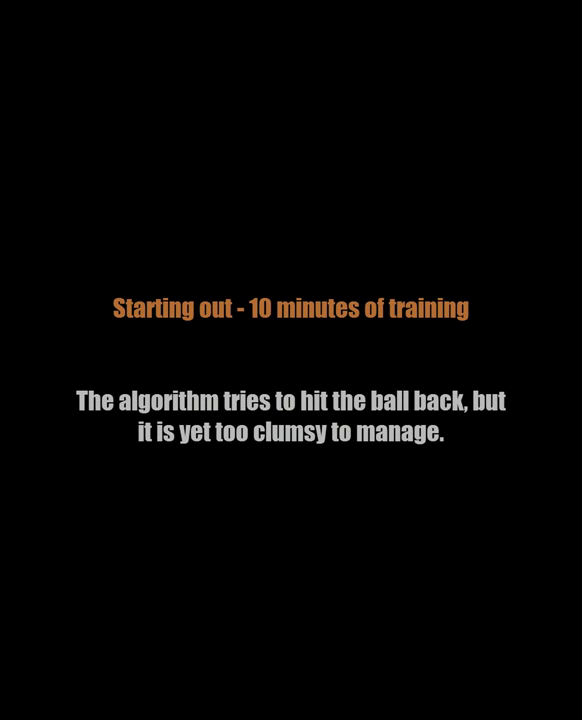 Starting out - 10 minutes of training
The algorithm tries to hit the ball back, but
it is yet too clumsy to manage.